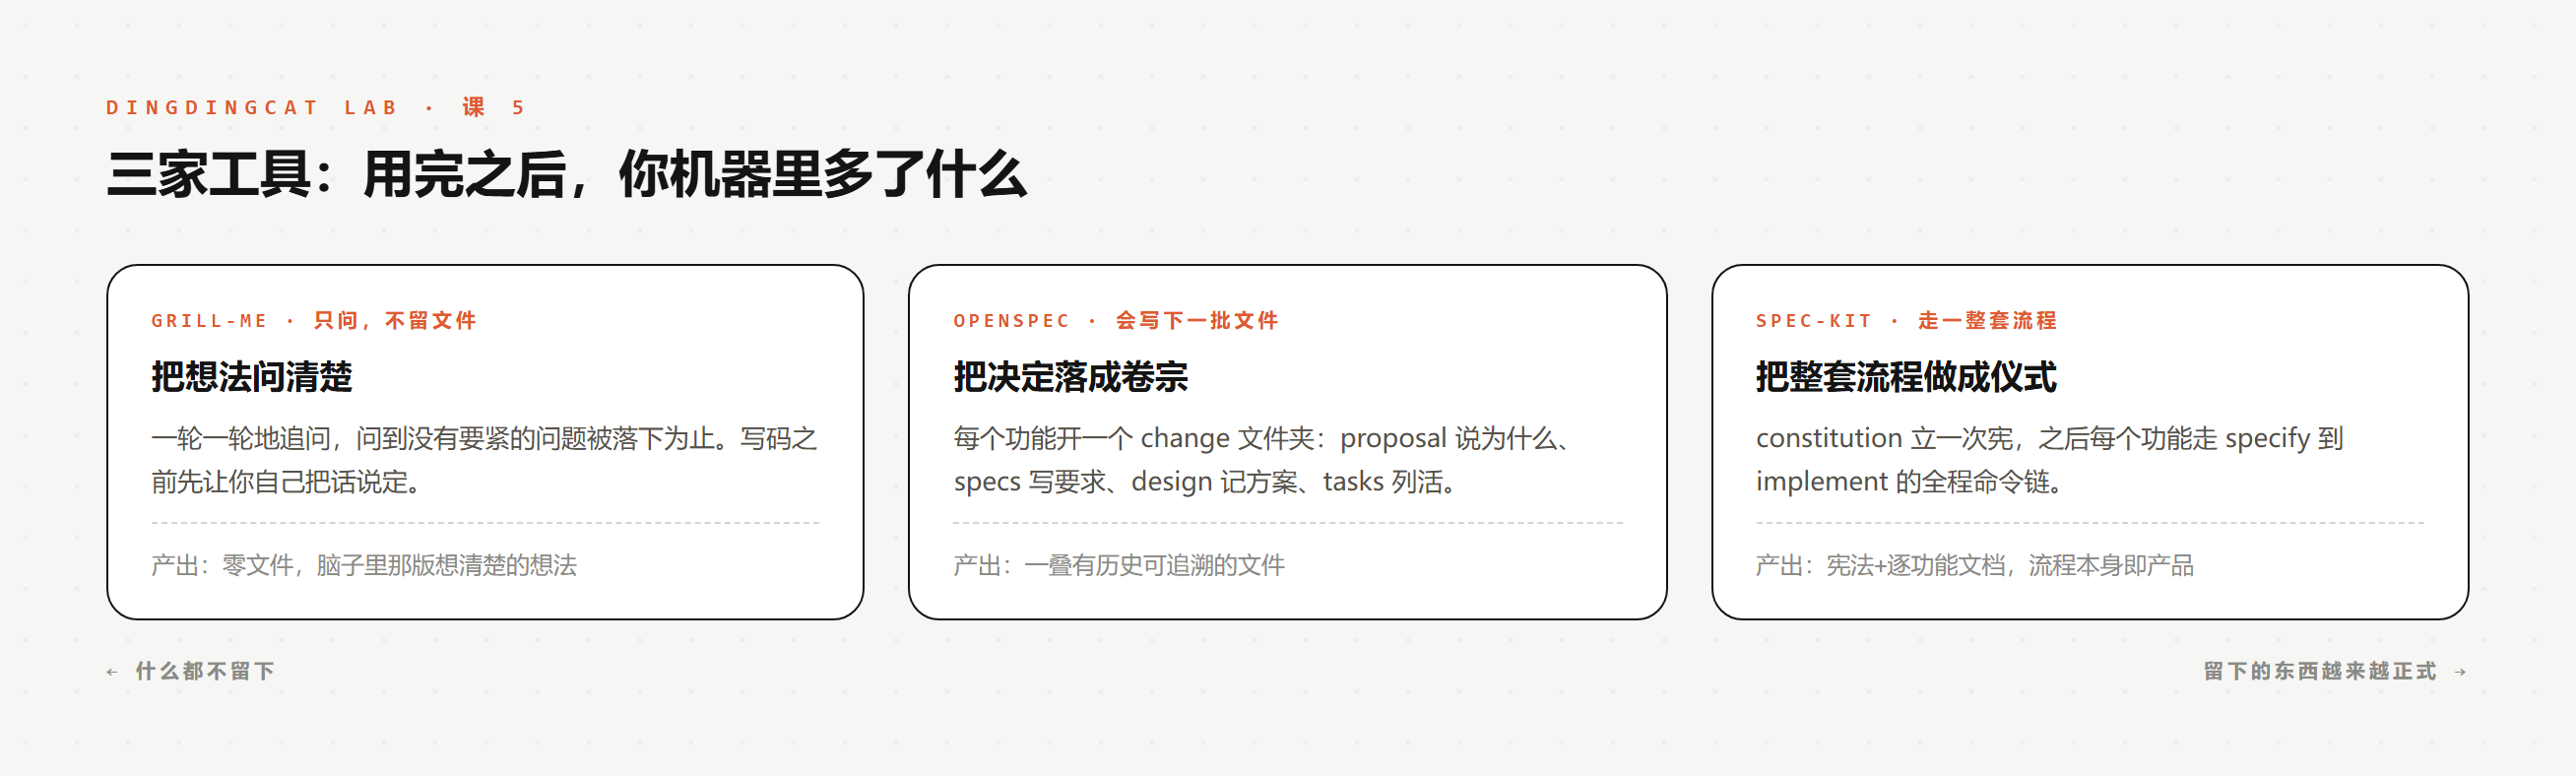 DINGDINGCAT LAB · 课 5
三家工具：用完之后，你机器里多了什么
GRILL-ME · 只问，不留文件
把想法问清楚
一轮一轮地追问，问到没有要紧的问题被落下为止。写码之
前先让你自己把话说定。
产出：零文件，脑子里那版想清楚的想法
OPENSPEC · 会写下一批文件
把决定落成卷宗
每个功能开一个 change 文件夹：proposal 说为什么、
specs 写要求、design 记方案、tasks 列活。
产出：一叠有历史可追溯的文件
SPEC-KIT · 走一整套流程
把整套流程做成仪式
constitution 立一次宪，之后每个功能走 specify 到
implement 的全程命令链。
产出：宪法+逐功能文档，流程本身即产品
← 什么都不留下
留下的东西越来越正式 →